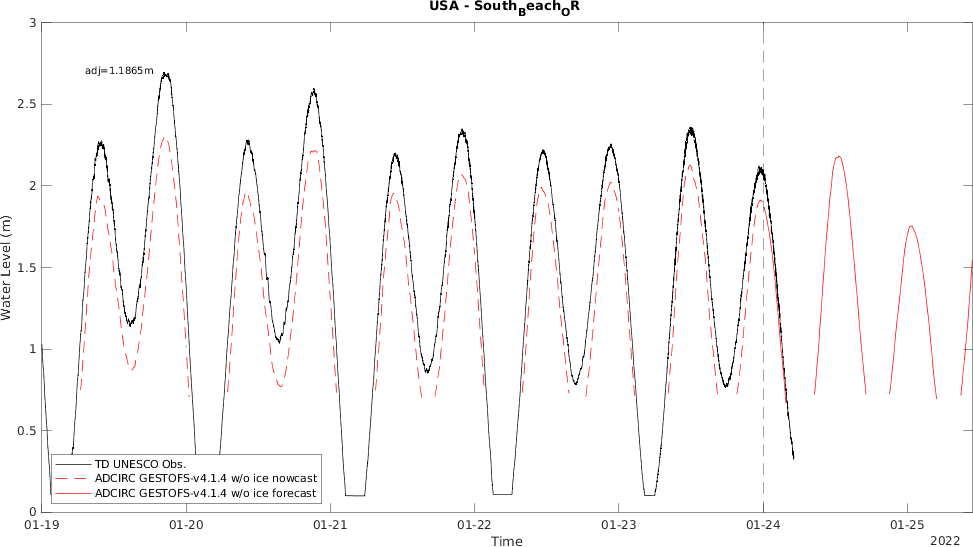 USA - South_Beach_OR
3
adj=1.1865m
2.5
2
1.5
1
0.5
0
Water Level (m)
TD UNESCO Obs.
ADCIRC GESTOFS-v4.1.4 w/o ice nowcast
ADCIRC GESTOFS-v4.1.4 w/o ice forecast
01-19 01-20 01-21 01-22 01-23 01-24 01-25
Time
2022